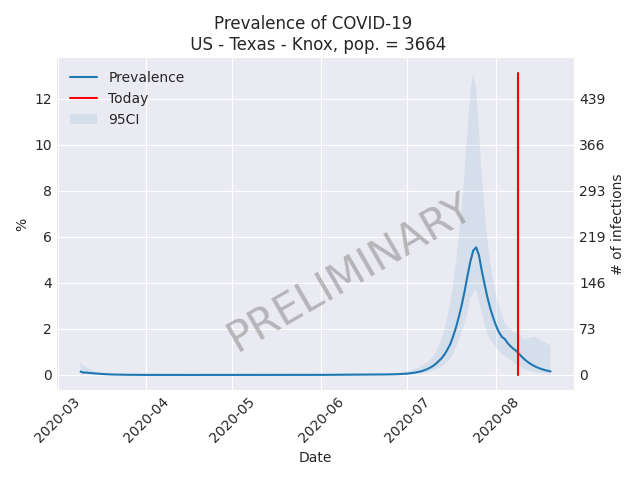 Prevalence of COVID-19
US - Texas - Knox, pop. = 3664
Prevalence
Today
95CI
12
10
8
6
4
2
0
%
439
366
293
219
146
73
0
# of infections
PRELIMINARY
2020-03
2020-04
2020-05
2020-06
2020-07
2020-08
Date